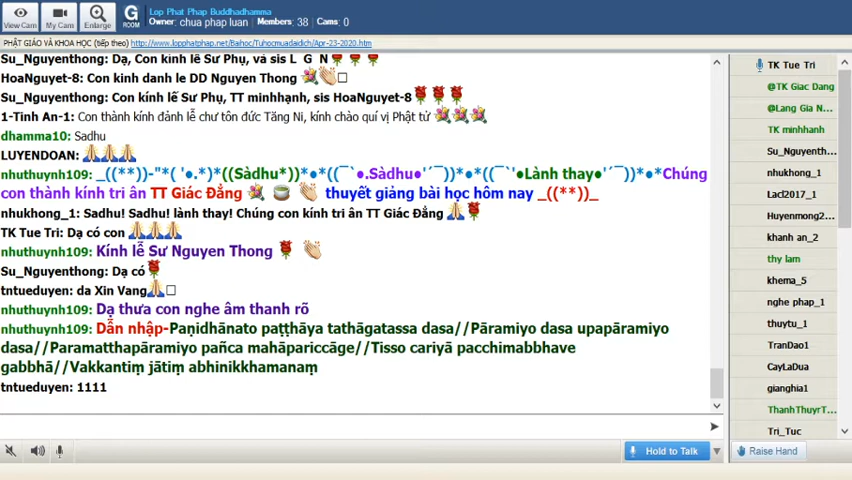 Lop Phat Phap Buddhadhamma
Owner: chua phap luan Members: 38 Cams: 0
View Cam
My Cam
Enlarge
G
ROOM
PHẬT GIÁO VÀ KHOA HỌC (tiếp theo) http://www.lopphatphap.net/Baihoc/Tuhocmuadaidich/Apr-23-2020.htm
Su_Nguyenthong: Dạ, Con kính lễ Sư Phụ, và sis L G N
HoaNguyet-8: Con kinh danh le DD Nguyen Thong
Su_Nguyenthong: Con kính lễ Sư Phụ, TT minhhạnh, sis HoaNguyet-8
1-Tinh An-1: Con thành kính đảnh lễ chư tôn đức Tăng Ni, kính chào quí vị Phật tử
dhamma10: Sadhu
LUYENDOAN:
nhuthuynh109: _((**))-"*( '●.*)*((Sàdhu*))*●*((¯`●.Sàdhu●'´¯))*●*((¯`'●Lành thay●'´¯))*●*Chúng
con thành kính tri ân TT Giác Đẳng thuyết giảng bài học hôm nay _((**))_
nhukhong_1: Sadhu! Sadhu! lành thay! Chúng con kính tri ân TT Giác Đẳng
TK Tue Tri: Dạ có con
nhuthuynh109: Kính lễ Sư Nguyen Thong
Su_Nguyenthong: Dạ có
tntueduyen: da Xin Vang
nhuthuynh109: Dạ thưa con nghe âm thanh rõ
nhuthuynh109: Dẫn nhập-Paṇidhānato paṭṭhāya tathāgatassa dasa//Pāramiyo dasa upapāramiyo
dasa//Paramatthapāramiyo pañca mahāpariccāge//Tisso cariyā pacchimabbhave
gabbhā//Vakkantiṃ jātiṃ abhinikkhamanaṃ
tntueduyen: 1111
TK Tue Tri
@TK Giac Dang
@Lang Gia N...
TK minhhanh
Su_Nguyenth...
nhukhong_1
Lacl2017_1
Huyenmong2...
khanh an_2
thy lam
khema_5
nghe phap_1
thuytu_1
TranDao1
CayLaDua
gianghia1
ThanhThuyrT...
Tri_Tuc
Hold to Talk
Raise Hand